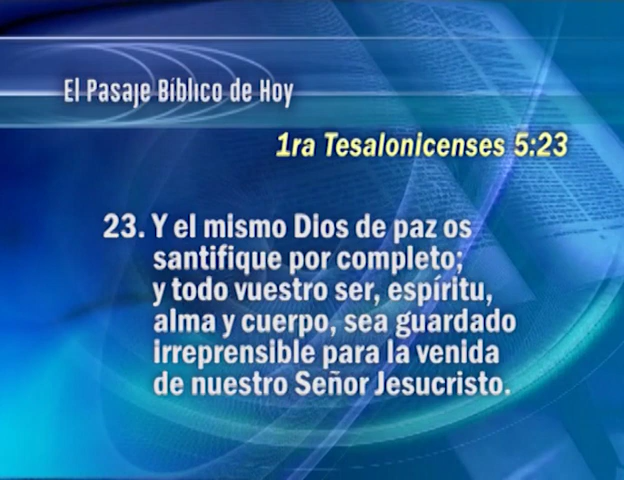 El Pasaje Bíblico de Hoy
1ra Tesalonicenses 5:23
23. Y el mismo Dios de paz os
santifique por completo;
y todo vuestro ser, espíritu,
alma y cuerpo, sea guardado
irreprensible para la venida
de nuestro Señor Jesucristo.